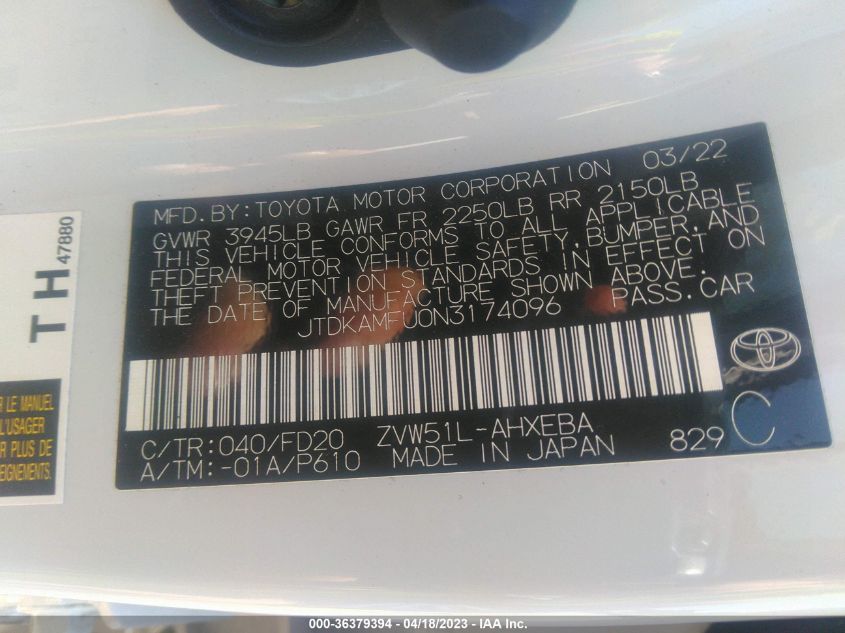 MFD.BY:TOYOTA MOTOR CORPORATION 03/22
GVWR 3945LB GAWR FR 2250LB RR 2150LB
THIS VEHICLE CONFORMS TO ALL APPLICABLE
FEDERAL MOTOR VEHICLE SAFETY,BUMPER,AND
THEFT PREVENTION STANDARDS IN EFFECT ON
THE DATE OF MANUFACTURE SHOWN ABOVE.
JTDKAMFU0N3174096 PASS.CAR
C/TR:040/FD20 ZVW51L-AHXEBA
A/TM:-01A/P610 MADE IN JAPAN 829 C
TH
47880
R LE MANUEL
L'USAGER
R PLUS DE
EIGNEMENTS.
000-36379394 - 04/18/2023 - IAA Inc.